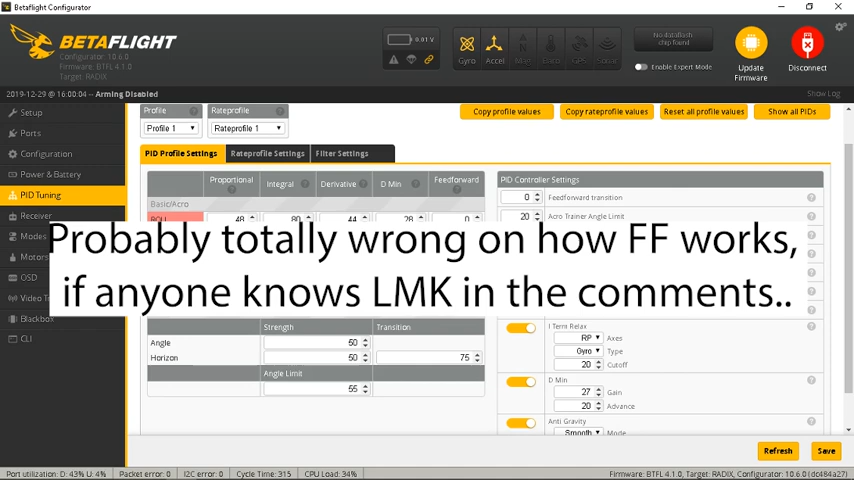 Betaflight Configurator
BETAFLIGHT
Configurator: 10.6.0
Firmware: BTFL 4.1.0
Target: RADIX
0.01 V
Gyro
Accel
Mag
Baro
GPS
Sonar
No dataflash
chip found
Enable Expert Mode
Update
Firmware
Disconnect
2019-12-29 @ 16:00:04 -- Arming Disabled
Show Log
Setup
Ports
Configuration
Power & Battery
PID Tuning
Receiver
Modes
Motors
OSD
Video T
Blackbo
CLI
Profile
Rateprofile
Profile 1
Rateprofile 1
Copy profile values
Copy rateprofile values
Reset all profile values
Show all PIDs
PID Profile Settings
Rateprofile Settings
Filter Settings
Proportional
Integral
Derivative
D Min
Feedforward
Basic/Acro
ROLL 48 80 44 28 0
PID Controller Settings
0 Feedforward transition
20 Acro Trainer Angle Limit
Probably totally wrong on how FF works,
if anyone knows LMK in the comments..
Strength
Transition
Angle 50
Horizon 50 75
Angle Limit
55
I Term Relax
RP Axes
Gyro Type
20 Cutoff
D Min
27 Gain
20 Advance
Anti Gravity
Smooth Mode
Refresh
Save
Port utilization: D: 43% U: 4%
Packet error: 0
I2C error: 0
Cycle Time: 315
CPU Load: 34%
Firmware: BTFL 4.1.0, Target: RADIX, Configurator: 10.6.0 (dc484a27)